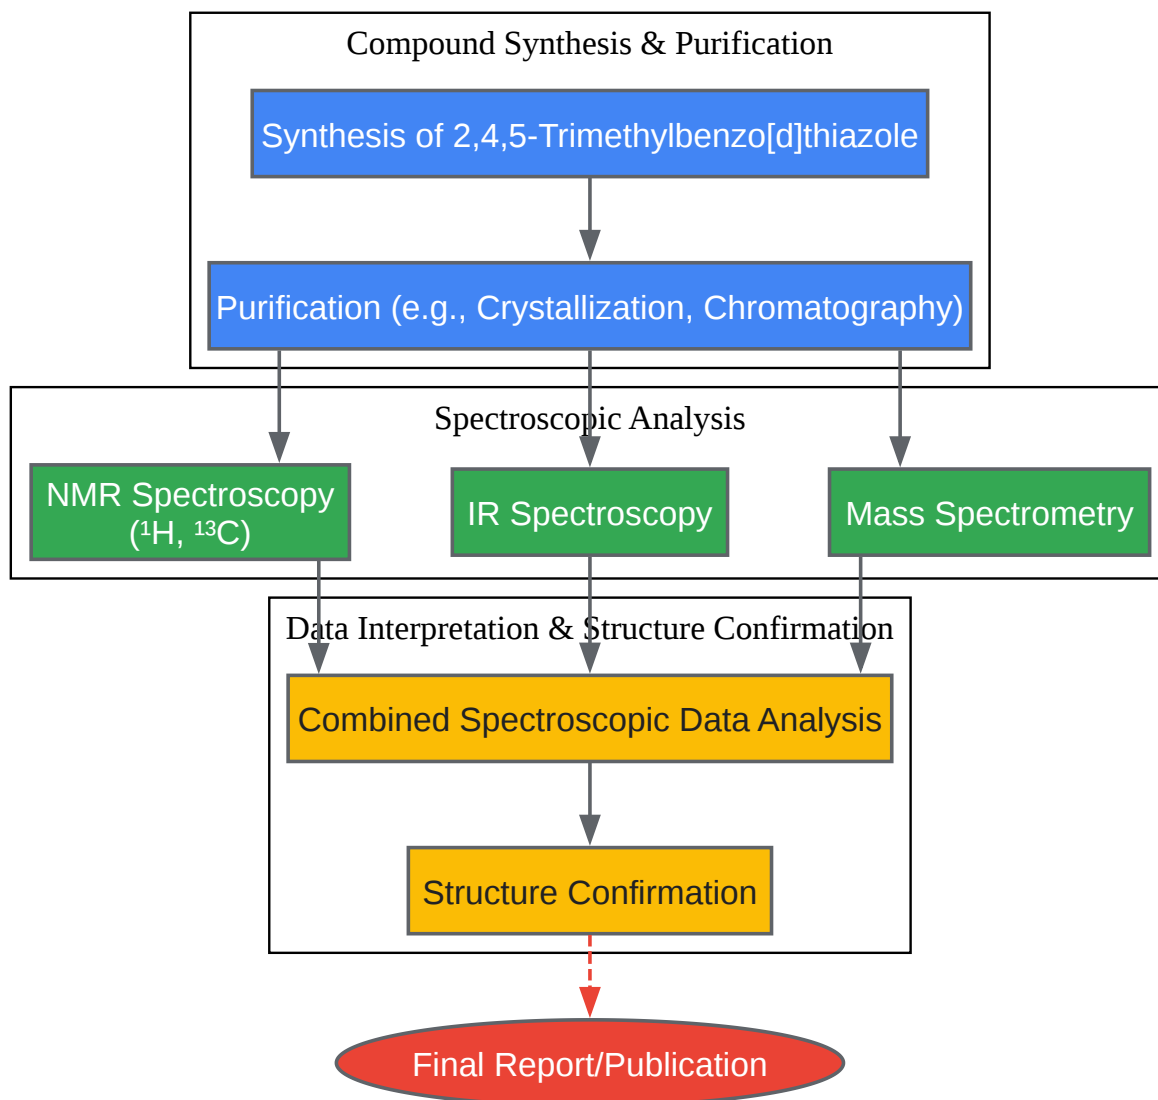 Compound Synthesis & Purification
Synthesis of 2,4,5-Trimethylbenzo[d]thiazole
Purification (e.g., Crystallization, Chromatography)
Spectroscopic Analysis
NMR Spectroscopy
(¹H, ¹³C)
IR Spectroscopy
Mass Spectrometry
Data Interpretation & Structure Confirmation
Combined Spectroscopic Data Analysis
Structure Confirmation
Final Report/Publication